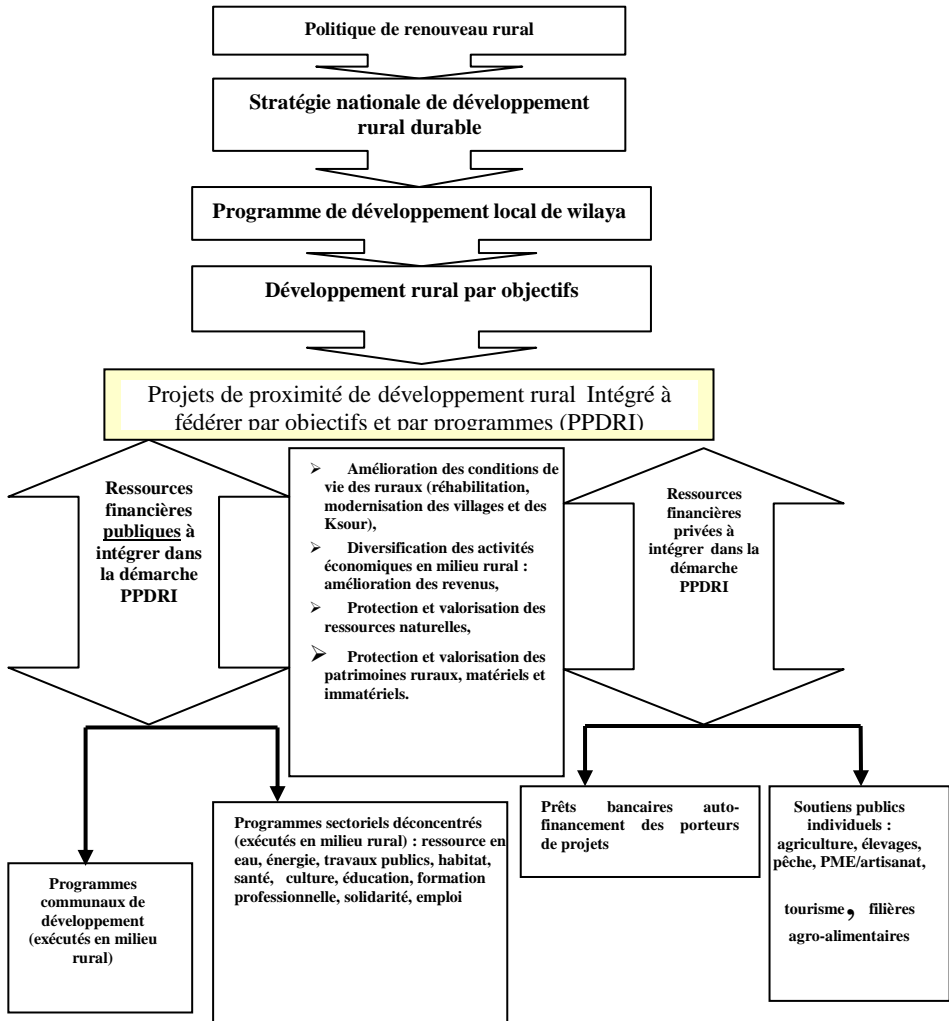 Politique de renouveau rural
Stratégie nationale de développement
rural durable
Programme de développement local de wilaya
Développement rural par objectifs
Projets de proximité de développement rural Intégré à
fédérer par objectifs et par programmes (PPDRI)
Ressources
financières
publiques à
intégrer dans
la démarche
PPDRI
➢ Amélioration des conditions de
vie des ruraux (réhabilitation,
modernisation des villages et des
Ksour),
➢ Diversification des activités
économiques en milieu rural :
amélioration des revenus,
➢ Protection et valorisation des
ressources naturelles,
➢ Protection et valorisation des
patrimoines ruraux, matériels et
immatériels.
Ressources
financières
privées à
intégrer dans la
démarche
PPDRI
Programmes
communaux de
développement
(exécutés en milieu
rural)
Programmes sectoriels déconcentrés
(exécutés en milieu rural) : ressource en
eau, énergie, travaux publics, habitat,
santé, culture, éducation, formation
professionnelle, solidarité, emploi
Prêts bancaires auto-
financement des porteurs
de projets
Soutiens publics
individuels :
agriculture, élevages,
pêche, PME/artisanat,
tourisme, filières
agro-alimentaires